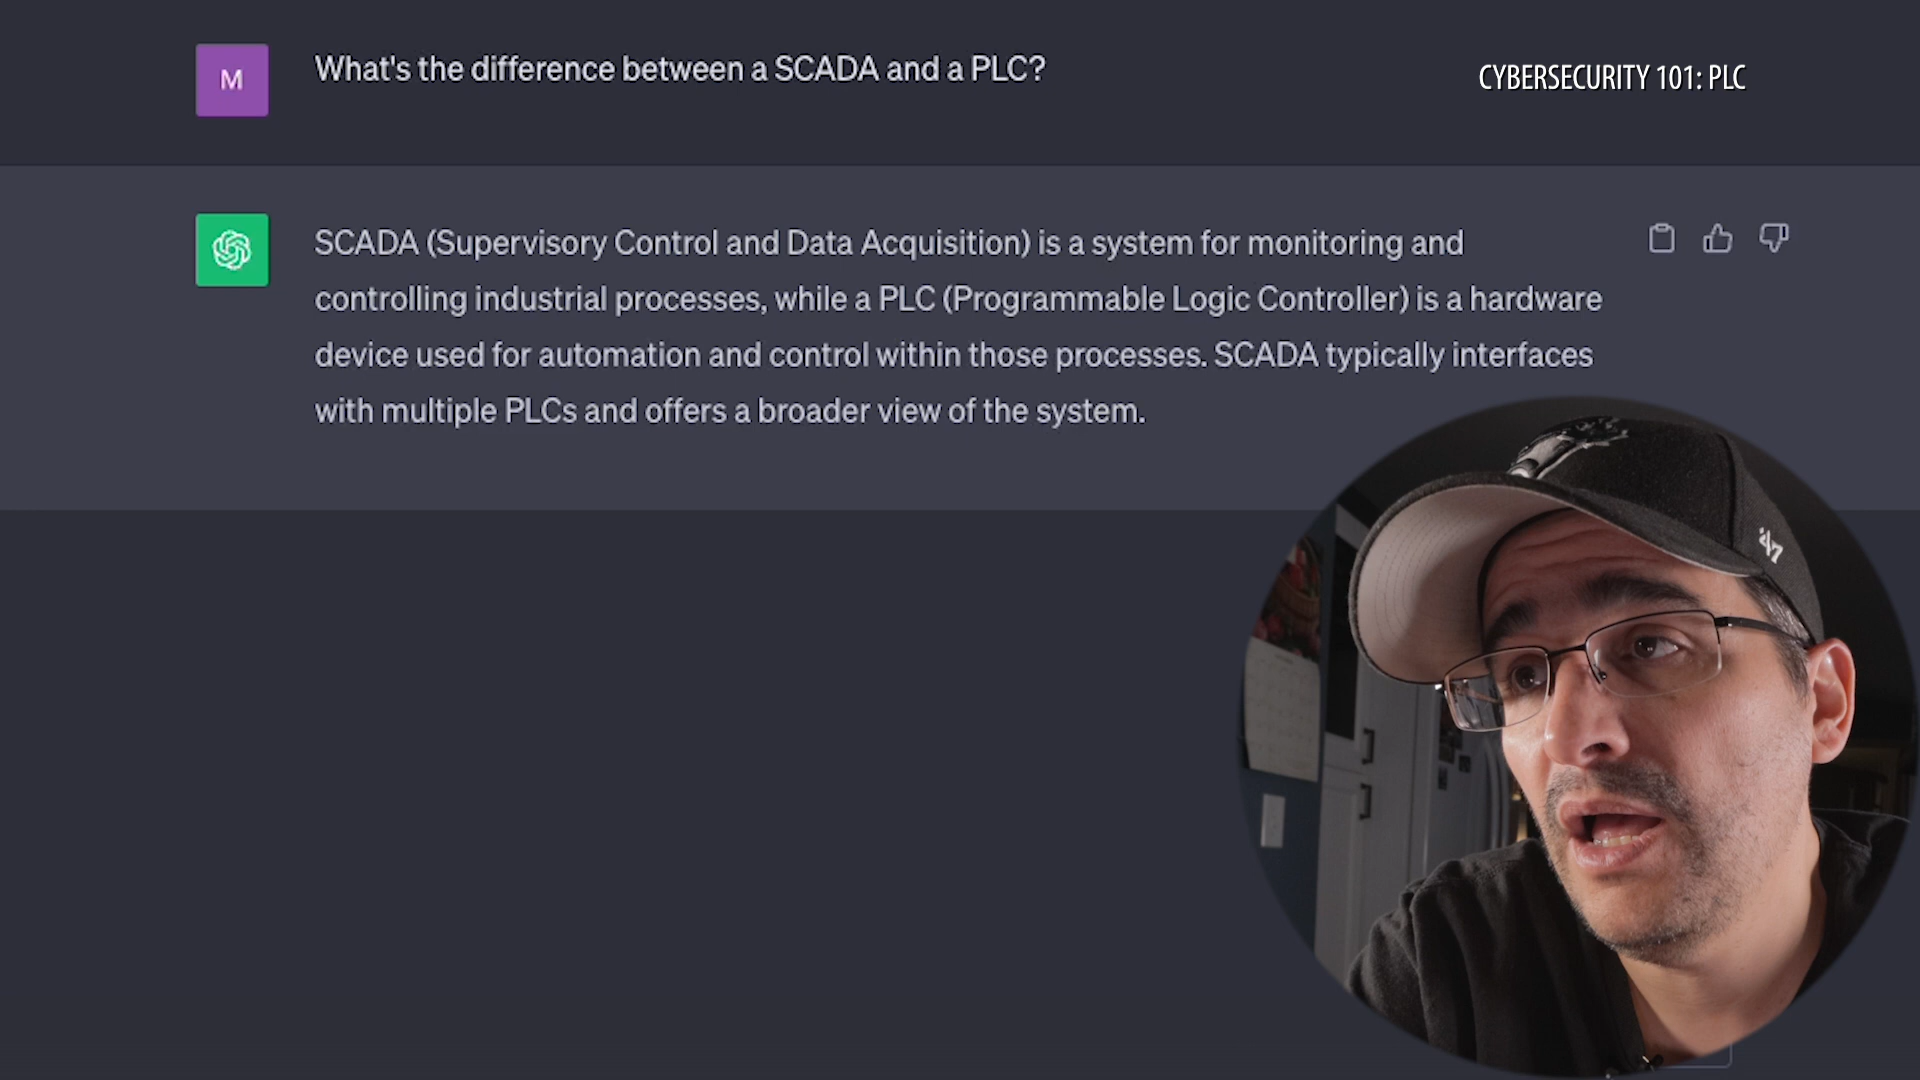 M
What's the difference between a SCADA and a PLC?
CYBERSECURITY 101: PLC
SCADA (Supervisory Control and Data Acquisition) is a system for monitoring and
controlling industrial processes, while a PLC (Programmable Logic Controller) is a hardware
device used for automation and control within those processes. SCADA typically interfaces
with multiple PLCs and offers a broader view of the system.
47